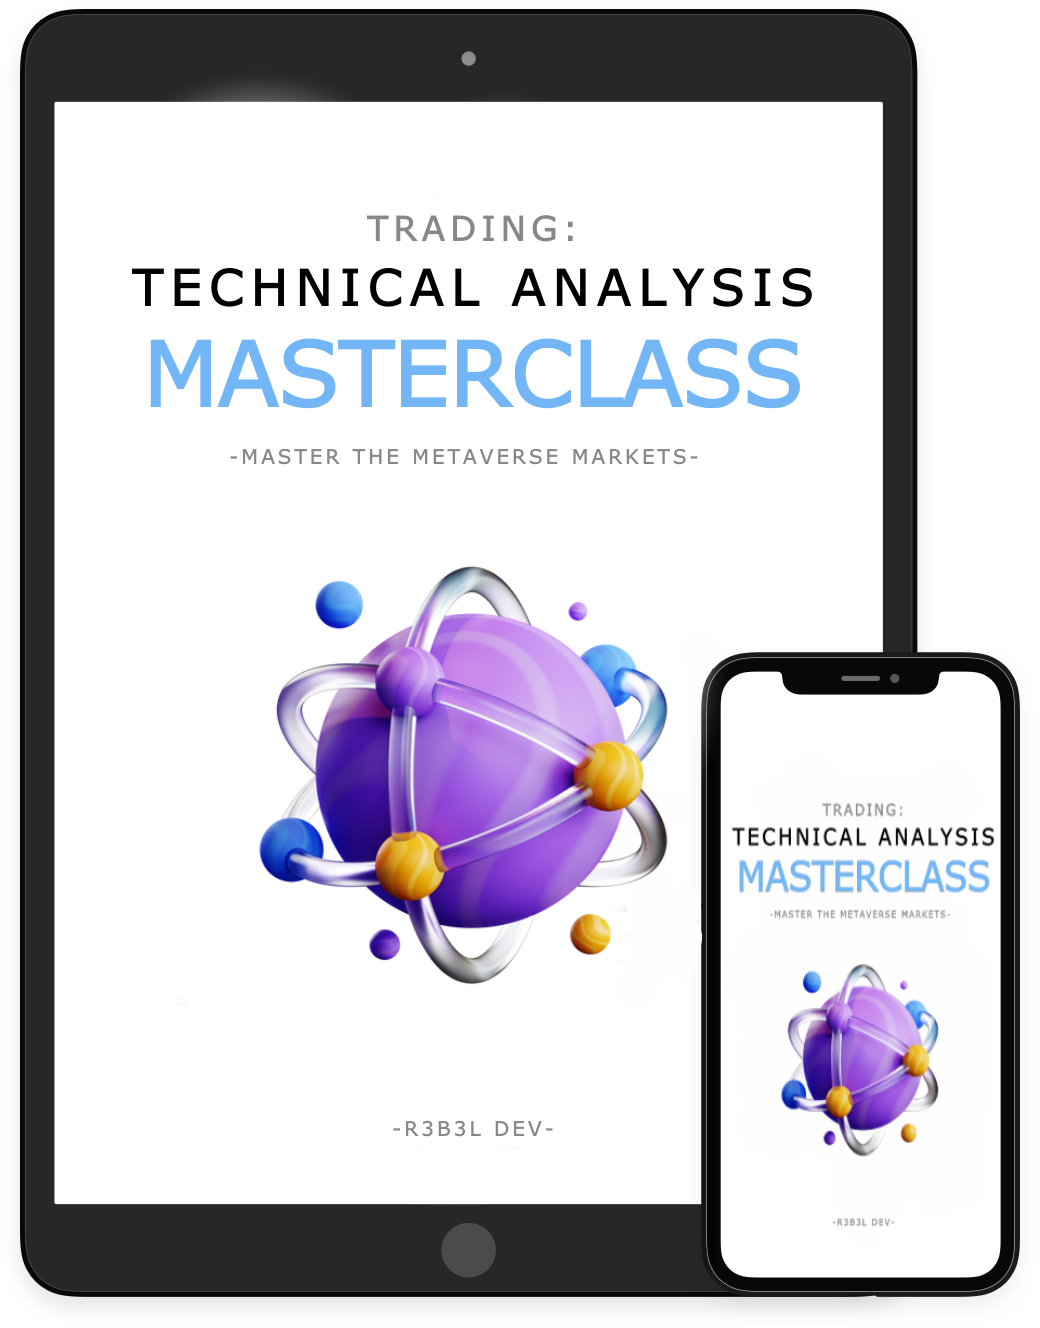 TRADING:
TECHNICAL ANALYSIS
MASTERCLASS
-MASTER THE METAVERSE MARKETS-
-R3B3L DEV-
TRADING:
TECHNICAL ANALYSIS
MASTERCLASS
-MASTER THE METAVERSE MARKETS-
-R3B3L DEV-